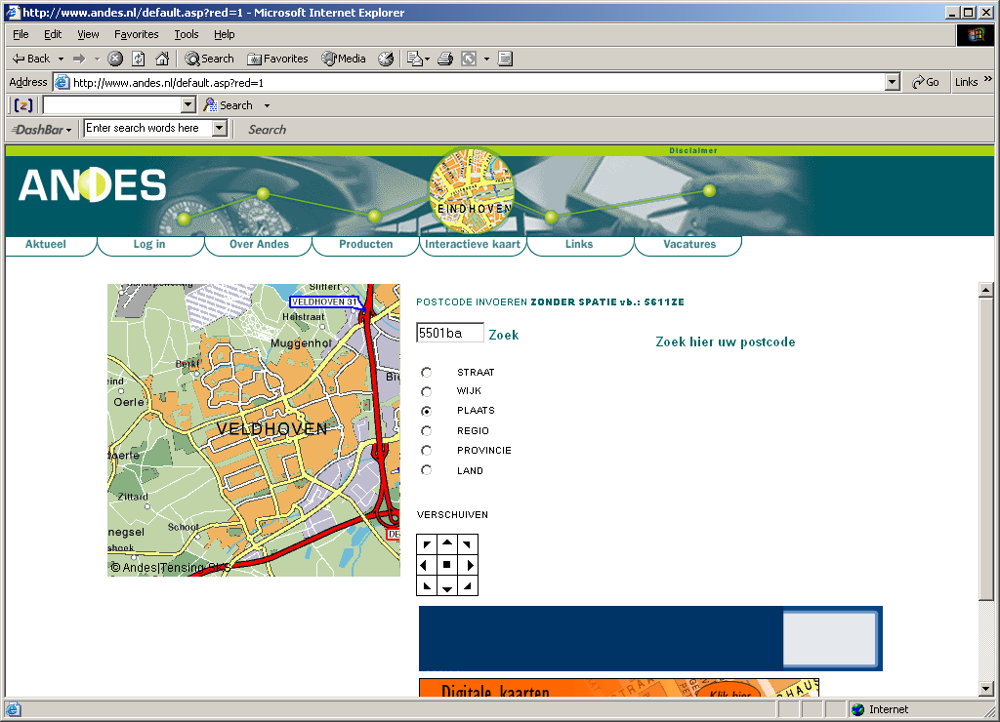 http://www.andes.nl/default.asp?red=1 - Microsoft Internet Explorer
File Edit View Favorites Tools Help
Back Search Favorites Media
Address http://www.andes.nl/default.asp?red=1 Go Links »
[z] Search
DashBar Enter search words here Search
Disclaimer
ANDES
EINDHOVEN
Aktueel Log in Over Andes Producten Interactieve kaart Links Vacatures
Sliffert
VELDHOVEN 31
Heistraat
Muggenhol
Oerle
VELDHOVEN
Zittard
Schoot
© Andes|Tensing
POSTCODE INVOEREN ZONDER SPATIE vb.: 5611ZE
5501ba Zoek
Zoek hier uw postcode
STRAAT
WIJK
PLAATS
REGIO
PROVINCIE
LAND
VERSCHUIVEN
Digitale kaarten
Klik hier
Internet